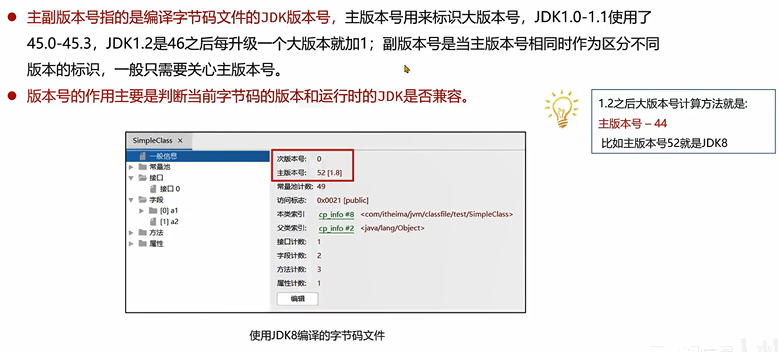 主副版本号指的是编译字节码文件的JDK版本号，主版本号用来标识大版本号，JDK1.0-1.1使用了
45.0-45.3，JDK1.2是46之后每升级一个大版本就加1；副版本号是当主版本号相同时作为区分不同
版本的标识，一般只需要关心主版本号。
版本号的作用主要是判断当前字节码的版本和运行时的JDK是否兼容。
1.2之后大版本号计算方法就是:
主版本号 – 44
比如主版本号52就是JDK8
SimpleClass ×
一般信息
常量池
接口
接口 0
字段
[0] a1
[1] a2
方法
属性
次版本号: 0
主版本号: 52 [1.8]
常量池计数: 49
访问标志: 0x0021 [public]
本类索引: cp_info #8 <com/itheima/jvm/classfile/test/SimpleClass>
父类索引: cp_info #2 <java/lang/Object>
接口计数: 1
字段计数: 2
方法计数: 3
属性计数: 1
编辑
使用JDK8编译的字节码文件